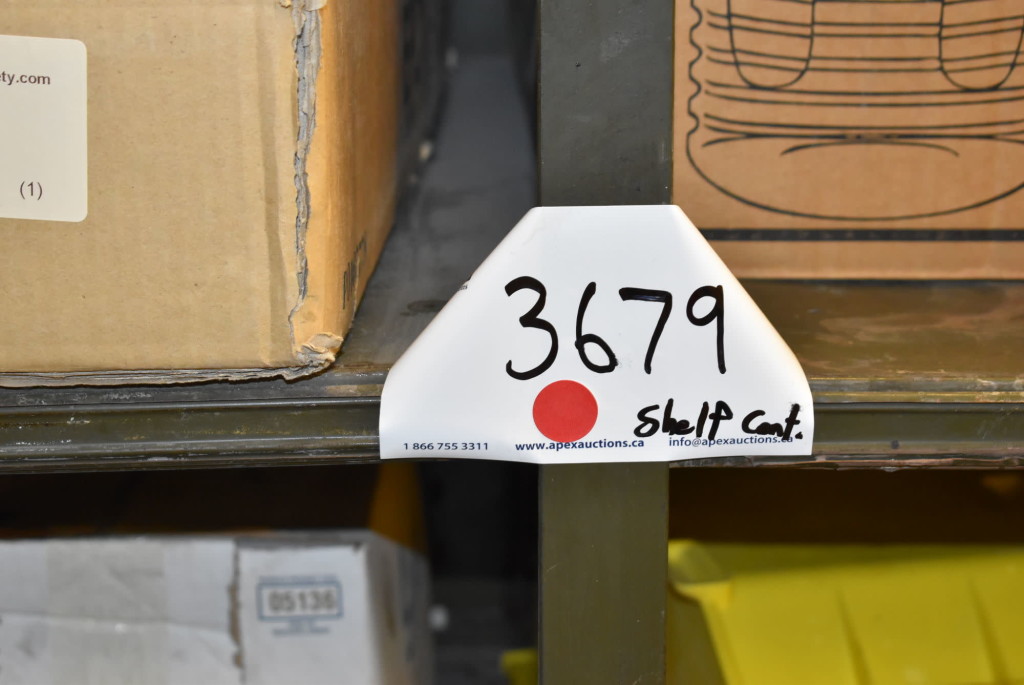 ty.com
(1)
3679
Shelf Cont.
1 866 755 3311 www.apexauctions.ca info@apexauctions.ca
05136